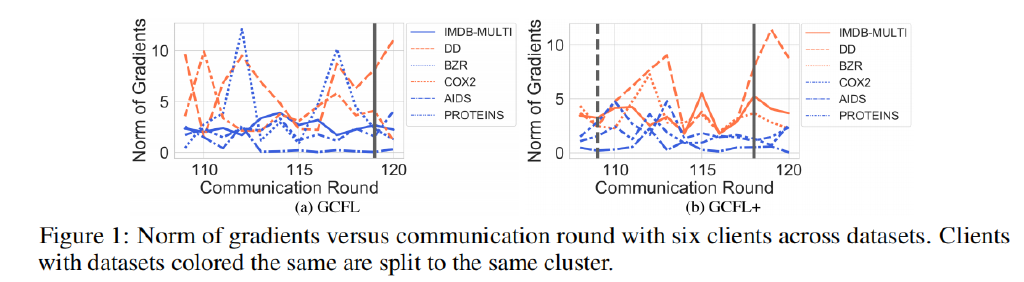 Norm of Gradients
10
5
0
110
115
120
Communication Round
(a) GCFL
IMDB-MULTI
DD
BZR
COX2
AIDS
PROTEINS
Norm of Gradients
10
5
0
110
115
120
Communication Round
(b) GCFL+
IMDB-MULTI
DD
BZR
COX2
AIDS
PROTEINS
Figure 1: Norm of gradients versus communication round with six clients across datasets. Clients
with datasets colored the same are split to the same cluster.